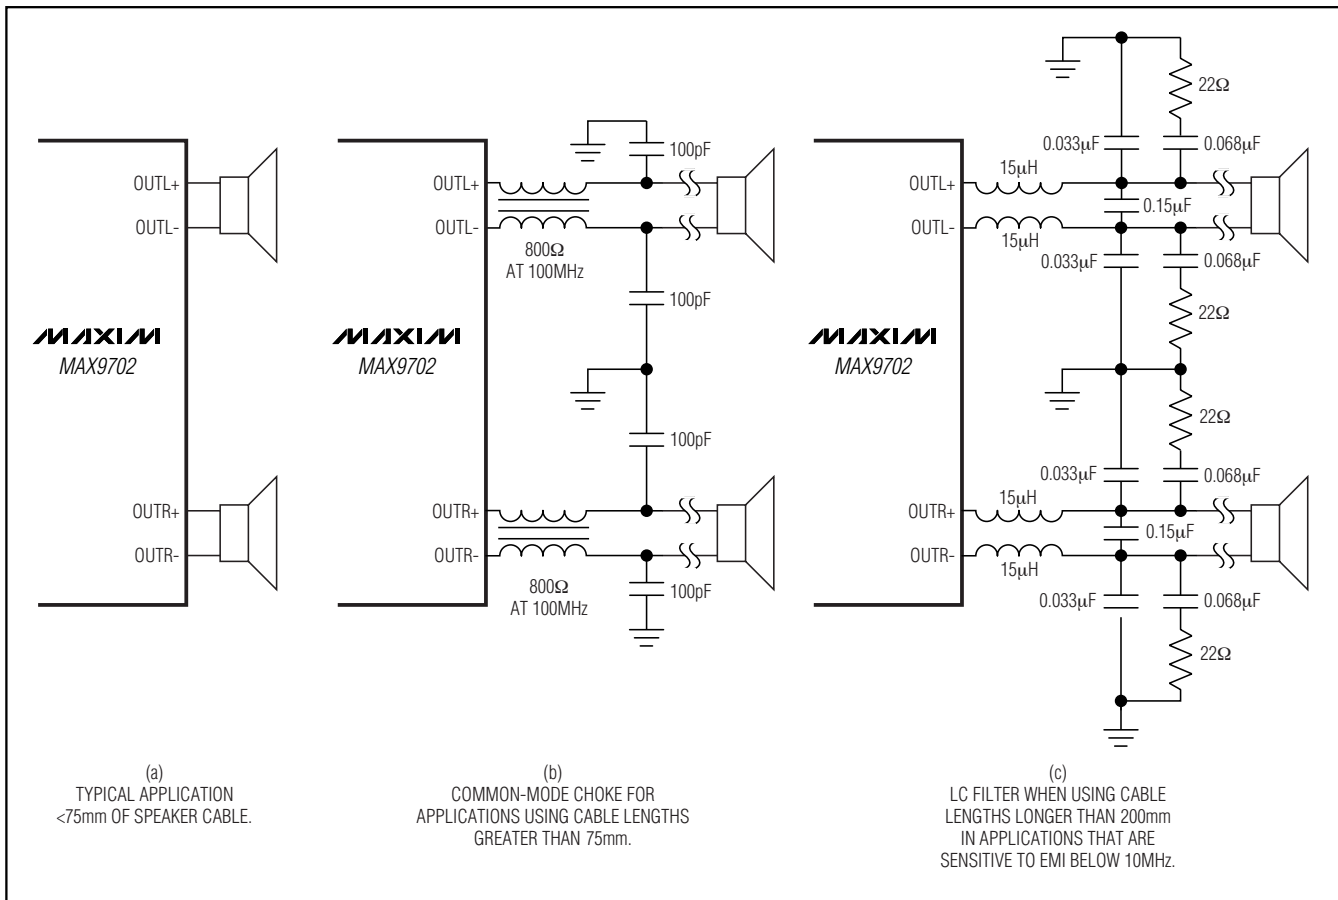 OUTL+
OUTL-
MAXIM
MAX9702
OUTR+
OUTR-
(a)
TYPICAL APPLICATION
<75mm OF SPEAKER CABLE.
100pF
OUTL+
OUTL-
800Ω
AT 100MHz
100pF
MAXIM
MAX9702
100pF
OUTR+
OUTR-
800Ω
AT 100MHz
100pF
(b)
COMMON-MODE CHOKE FOR
APPLICATIONS USING CABLE LENGTHS
GREATER THAN 75mm.
22Ω
0.033µF
0.068µF
15µH
OUTL+
0.15µF
OUTL-
15µH
0.033µF
0.068µF
22Ω
MAXIM
MAX9702
22Ω
0.033µF
0.068µF
15µH
OUTR+
0.15µF
OUTR-
15µH
0.033µF
0.068µF
22Ω
(c)
LC FILTER WHEN USING CABLE
LENGTHS LONGER THAN 200mm
IN APPLICATIONS THAT ARE
SENSITIVE TO EMI BELOW 10MHz.